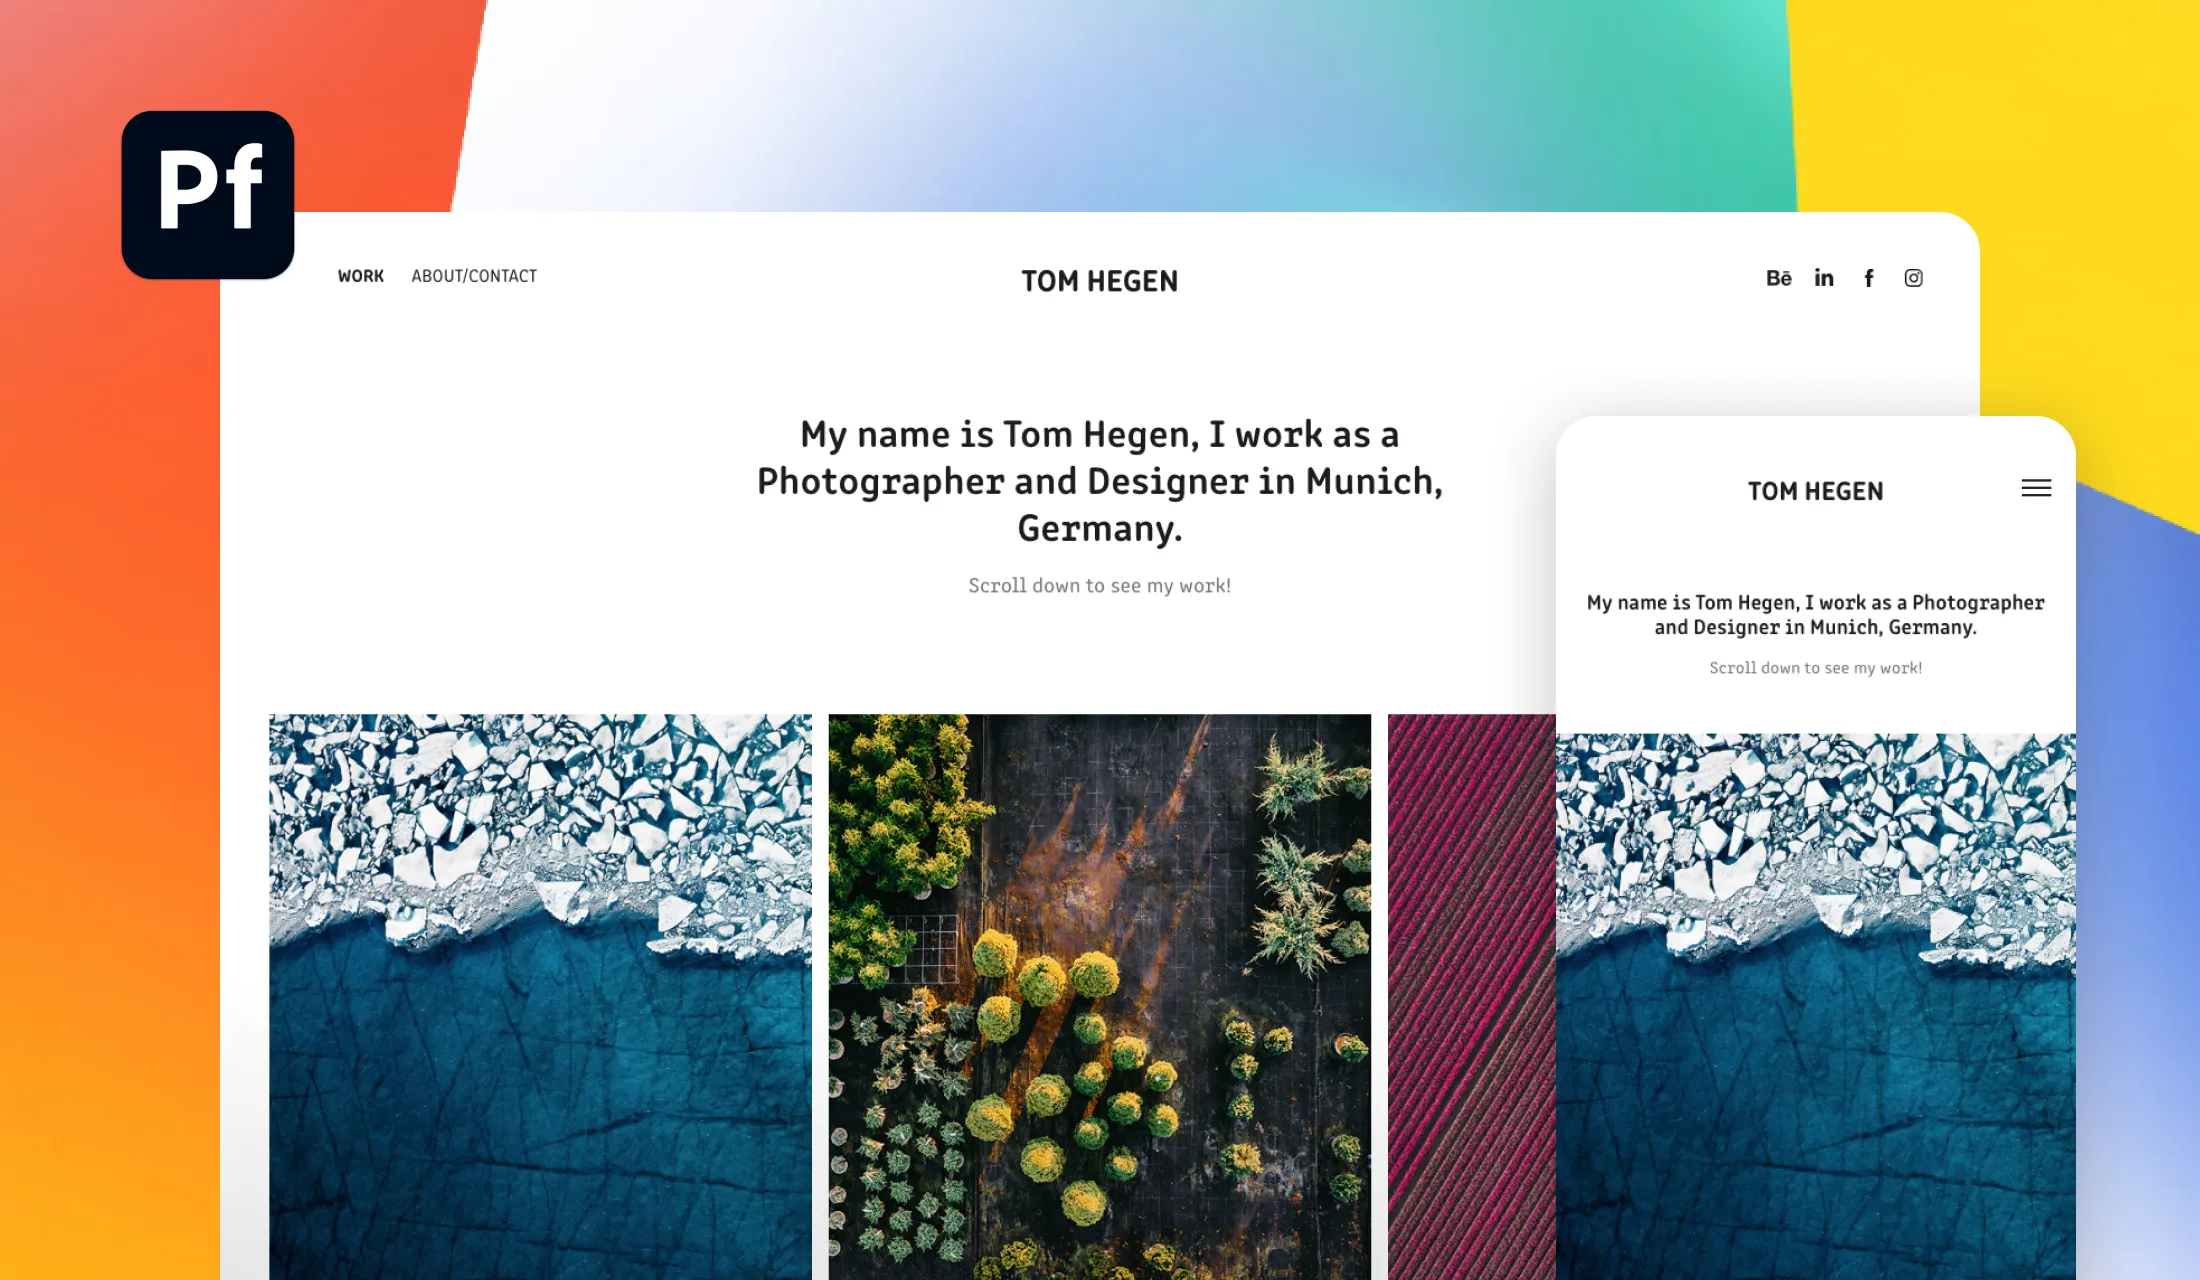 Pf
WORK ABOUT/CONTACT
TOM HEGEN
Bē in f
My name is Tom Hegen, I work as a
Photographer and Designer in Munich,
Germany.
Scroll down to see my work!
TOM HEGEN
My name is Tom Hegen, I work as a Photographer
and Designer in Munich, Germany.
Scroll down to see my work!